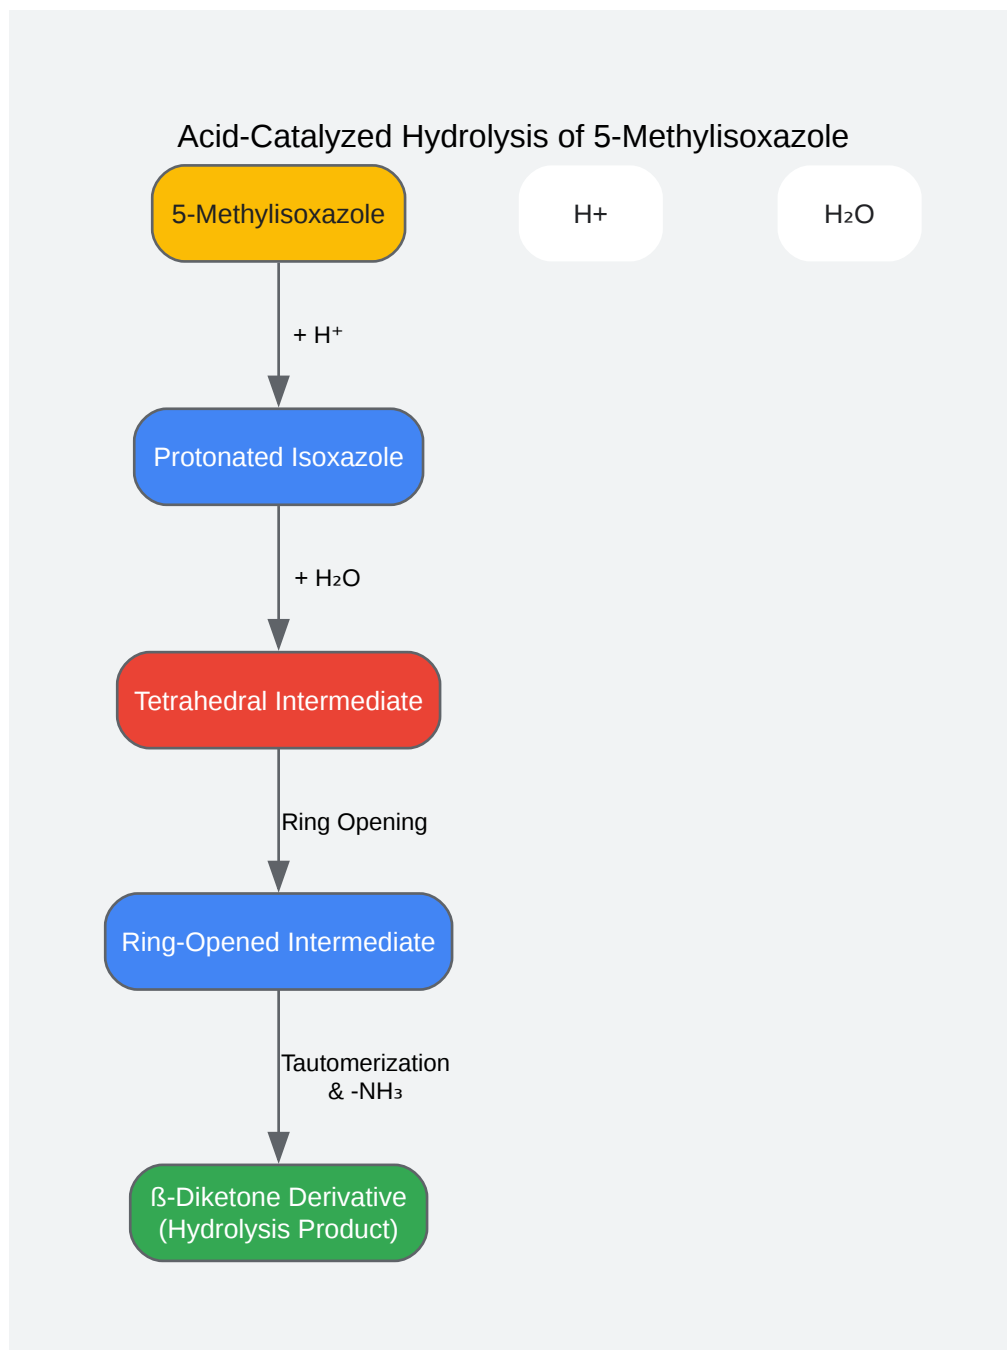 Acid-Catalyzed Hydrolysis of 5-Methylisoxazole
5-Methylisoxazole
H+
H₂O
+ H⁺
Protonated Isoxazole
+ H₂O
Tetrahedral Intermediate
Ring Opening
Ring-Opened Intermediate
Tautomerization
& -NH₃
ß-Diketone Derivative
(Hydrolysis Product)